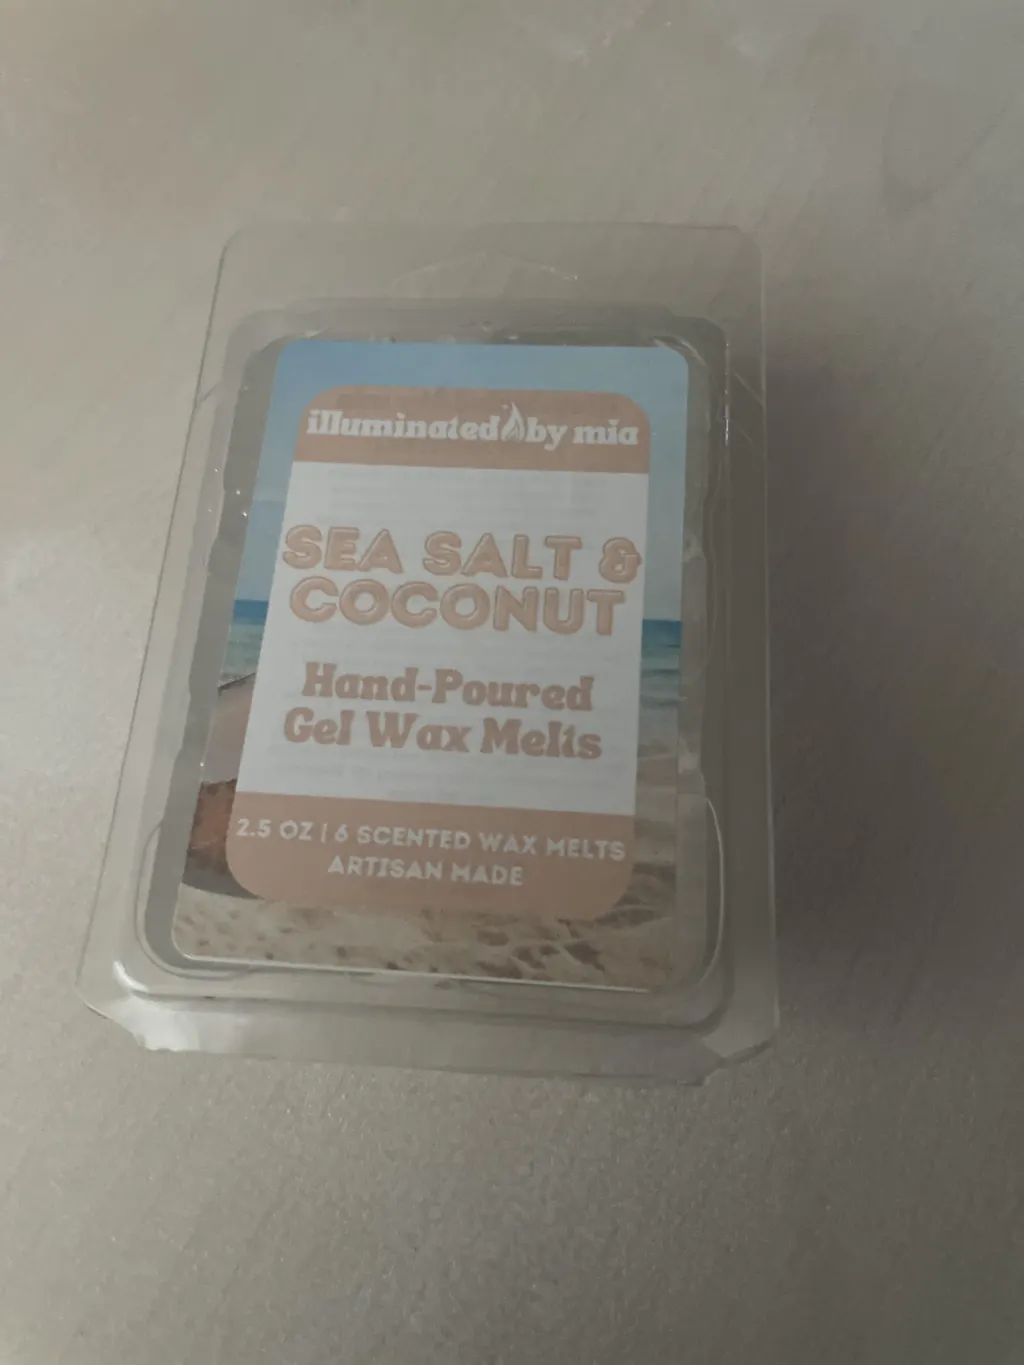 illuminated by mia
SEA SALT &
COCONUT
Hand-Poured
Gel Wax Melts
2.5 OZ | 6 SCENTED WAX MELTS
ARTISAN MADE